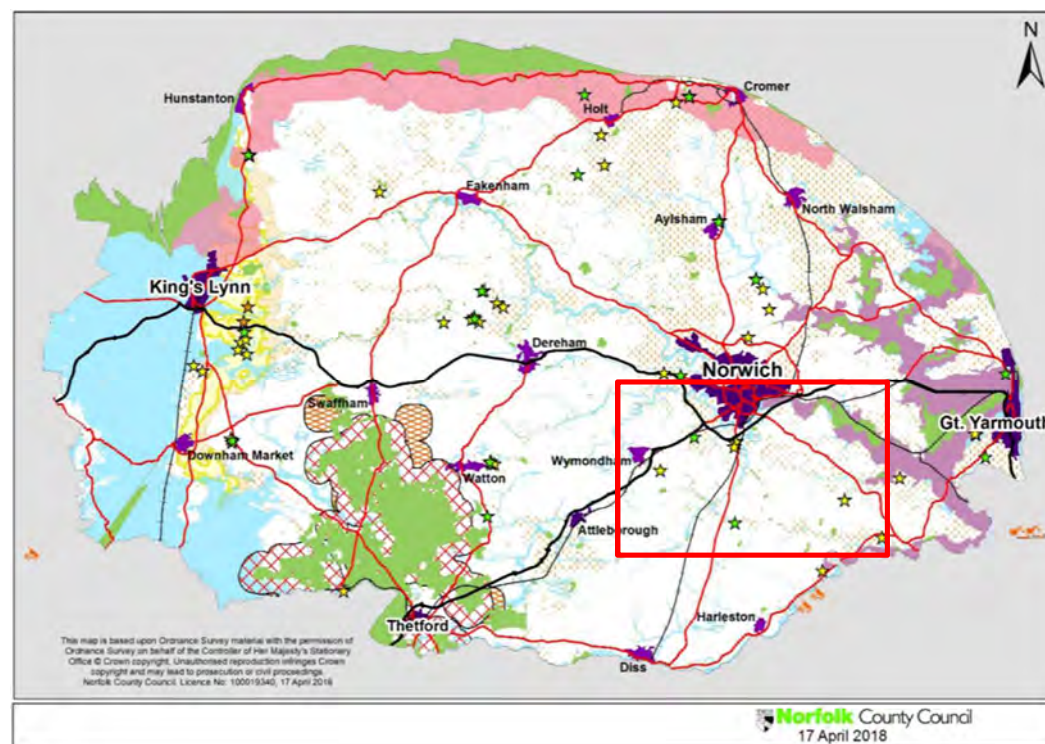 N
Hunstanton
Cromer
Holt
Fakenham
North Walsham
Aylsham
King's Lynn
Dereham
Norwich
Swaffham
Gt. Yarmouth
Downham Market
Wymondham
Watton
Attleborough
Harleston
Thetford
Diss
This map is based upon Ordnance Survey material with the permission of
Ordnance Survey on behalf of the Controller of Her Majesty's Stationery
Office © Crown copyright. Unauthorised reproduction infringes Crown
copyright and may lead to prosecution or civil proceedings.
Norfolk County Council. Licence No: 100019340, 17 April 2018
Norfolk County Council
17 April 2018